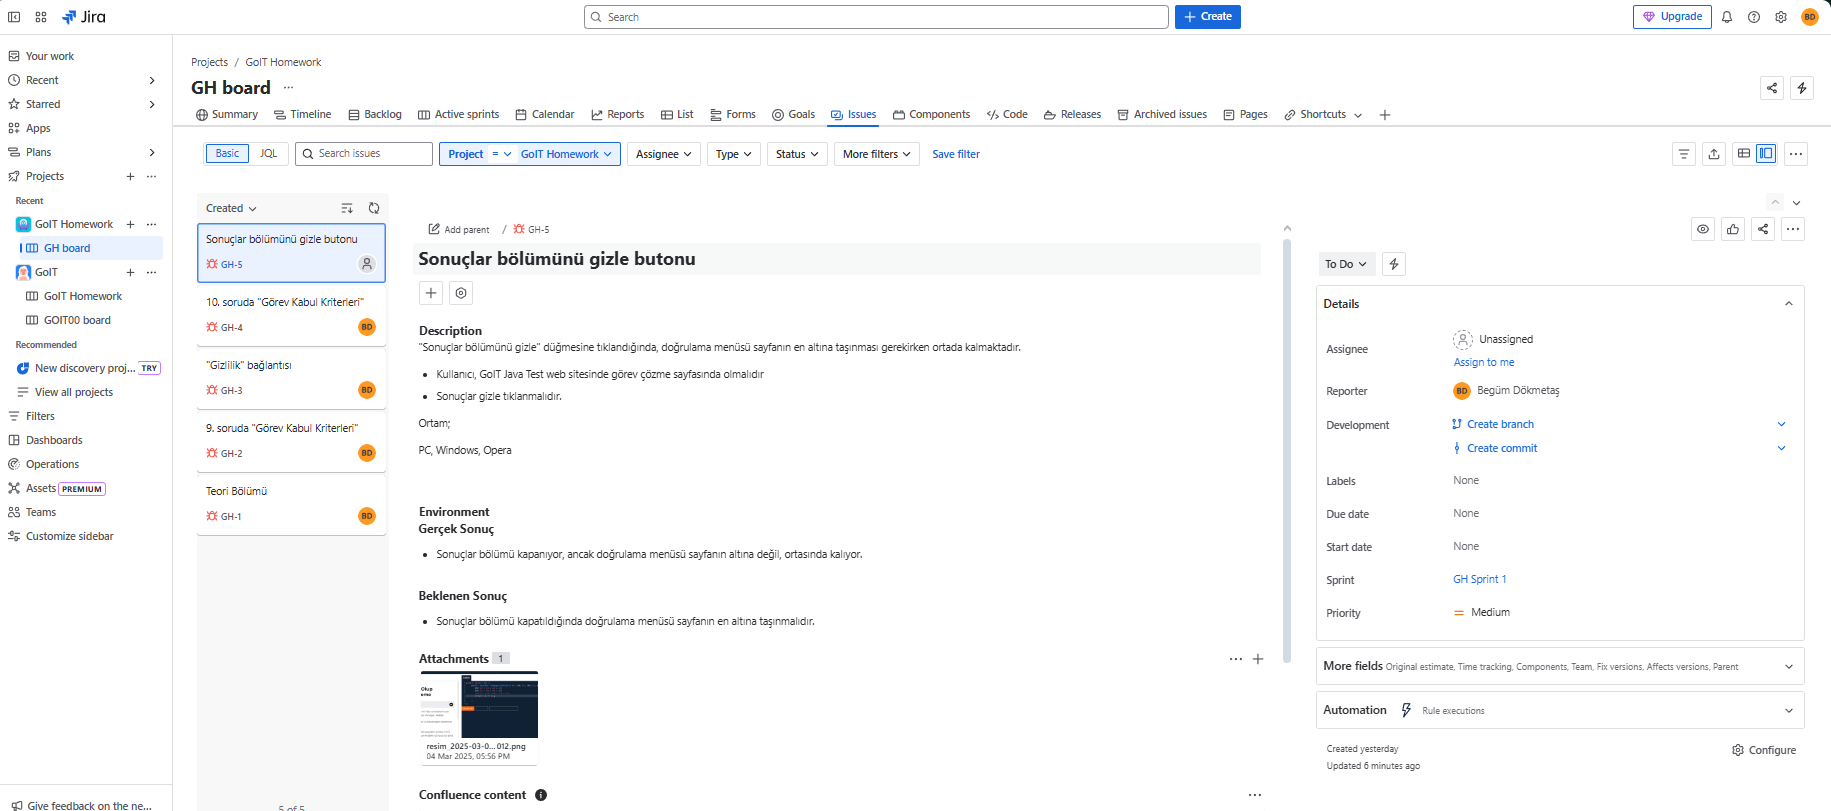 Jira
Search
Create
Upgrade
BD
Your work
Recent
Starred
Apps
Plans
Projects
Recent
GoIT Homework
GH board
GoIT
GoIT Homework
GOIT00 board
Recommended
New discovery proj... TRY
View all projects
Filters
Dashboards
Operations
Assets PREMIUM
Teams
Customize sidebar
Give feedback on the ne...
Projects / GoIT Homework
GH board
Summary Timeline Backlog Active sprints Calendar Reports List Forms Goals Issues Components Code Releases Archived issues Pages Shortcuts
Basic JQL Search issues Project = GoIT Homework Assignee Type Status More filters Save filter
Created
Sonuçlar bölümünü gizle butonu
GH-5
10. soruda "Görev Kabul Kriterleri"
GH-4 BD
"Gizlilik" bağlantısı
GH-3 BD
9. soruda "Görev Kabul Kriterleri"
GH-2 BD
Teori Bölümü
GH-1 BD
5 of 5
Add parent / GH-5
Sonuçlar bölümünü gizle butonu
Description
"Sonuçlar bölümünü gizle" düğmesine tıklandığında, doğrulama menüsü sayfanın en altına taşınması gerekirken ortada kalmaktadır.
Kullanıcı, GoIT Java Test web sitesinde görev çözme sayfasında olmalıdır
Sonuçlar gizle tıklanmalıdır.
Ortam;
PC, Windows, Opera
Environment
Gerçek Sonuç
Sonuçlar bölümü kapanıyor, ancak doğrulama menüsü sayfanın altına değil, ortasında kalıyor.
Beklenen Sonuç
Sonuçlar bölümü kapatıldığında doğrulama menüsü sayfanın en altına taşınmalıdır.
Attachments 1
resim_2025-03-0... 012.png
04 Mar 2025, 05:56 PM
Confluence content
To Do
Details
Assignee Unassigned
Assign to me
Reporter BD Begüm Dökmetaş
Development Create branch
Create commit
Labels None
Due date None
Start date None
Sprint GH Sprint 1
Priority Medium
More fields Original estimate, Time tracking, Components, Team, Fix versions, Affects versions, Parent
Automation Rule executions
Created yesterday
Updated 6 minutes ago
Configure